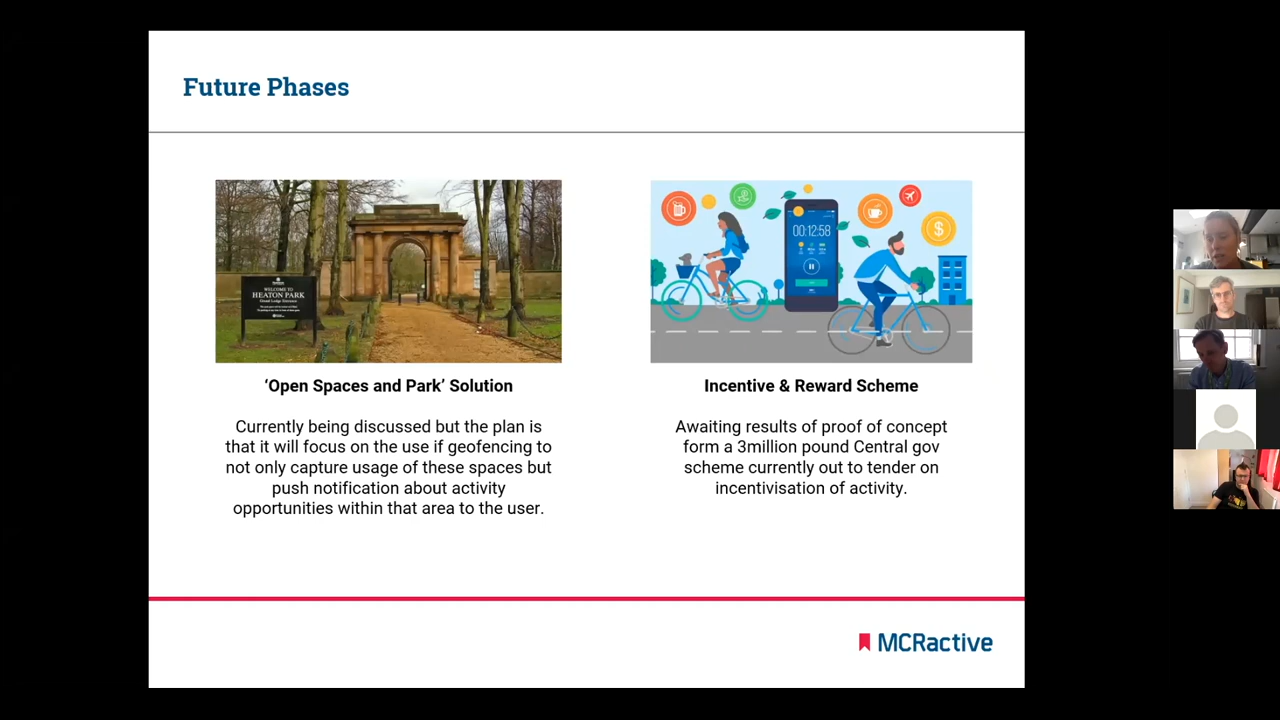 Future Phases
WELCOME TO
HEATON PARK
00:12:58
$
'Open Spaces and Park' Solution
Currently being discussed but the plan is
that it will focus on the use if geofencing to
not only capture usage of these spaces but
push notification about activity
opportunities within that area to the user.
Incentive & Reward Scheme
Awaiting results of proof of concept
form a 3million pound Central gov
scheme currently out to tender on
incentivisation of activity.
MCRactive